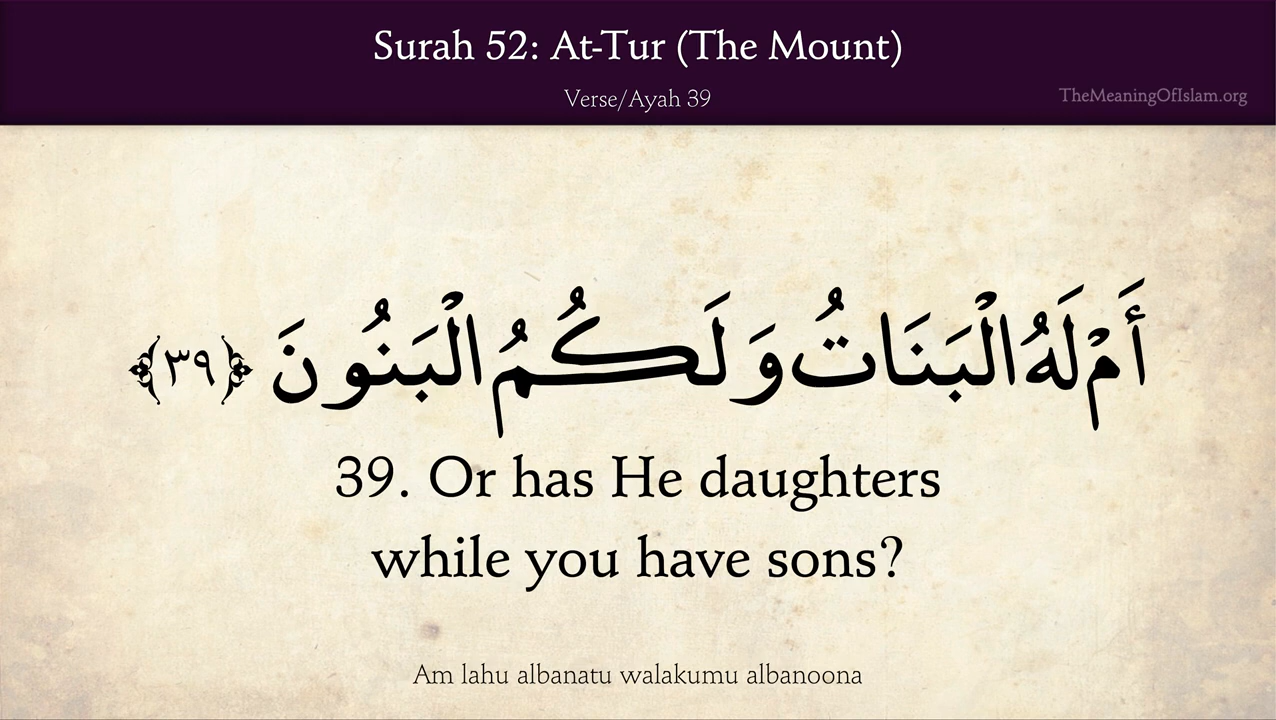 Surah 52: At-Tur (The Mount)
Verse/Ayah 39
TheMeaningOfIslam.org
أَمْ لَهُ الْبَنَاتُ وَلَكُمُ الْبَنُونَ ﴿٣٩﴾
39. Or has He daughters
while you have sons?
Am lahu albanatu walakumu albanoona